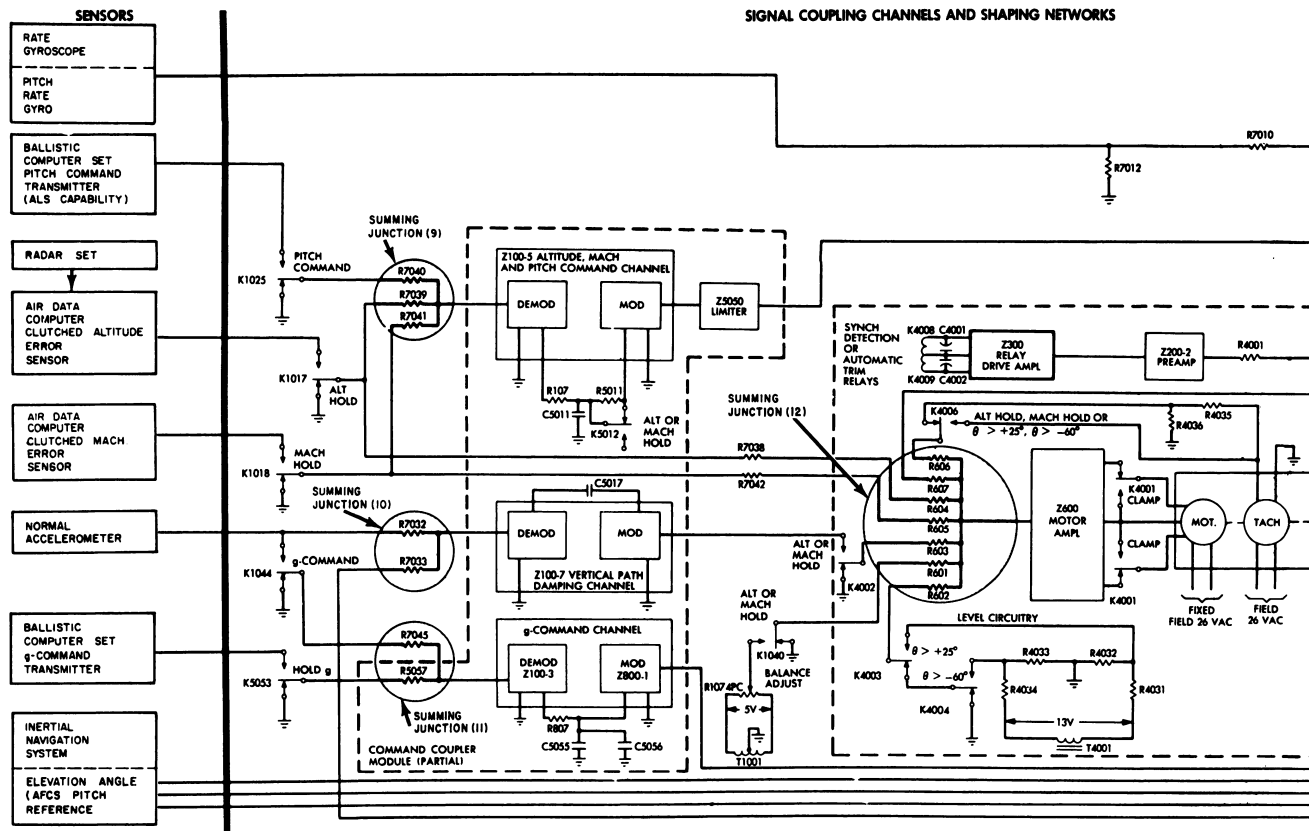 SENSORS
SIGNAL COUPLING CHANNELS AND SHAPING NETWORKS
RATE
GYROSCOPE
PITCH
RATE
GYRO
BALLISTIC
COMPUTER SET
PITCH COMMAND
TRANSMITTER
(ALS CAPABILITY)
RADAR SET
AIR DATA
COMPUTER
CLUTCHED ALTITUDE
ERROR
SENSOR
AIR DATA
COMPUTER
CLUTCHED MACH
ERROR
SENSOR
NORMAL
ACCELEROMETER
BALLISTIC
COMPUTER SET
g-COMMAND
TRANSMITTER
INERTIAL
NAVIGATION
SYSTEM
ELEVATION ANGLE
(AFCS PITCH
REFERENCE
K1025
PITCH
COMMAND
K1017
ALT
HOLD
K1018
MACH
HOLD
K1044
g-COMMAND
K5053
HOLD g
SUMMING
JUNCTION (9)
R7040
R7039
R7041
SUMMING
JUNCTION (10)
R7032
R7033
R7045
R5057
SUMMING
JUNCTION (11)
COMMAND COUPLER
MODULE (PARTIAL)
Z100-5 ALTITUDE, MACH
AND PITCH COMMAND CHANNEL
DEMOD
MOD
Z5050
LIMITER
R107
R5011
C5011
K5012
ALT OR
MACH
HOLD
C5017
DEMOD
MOD
Z100-7 VERTICAL PATH
DAMPING CHANNEL
g-COMMAND CHANNEL
DEMOD
Z100-3
MOD
Z800-1
R807
C5055
C5056
R7038
R7042
R7010
R7012
SUMMING
JUNCTION (12)
ALT OR
MACH
HOLD
K4002
ALT OR
MACH
HOLD
K1040
BALANCE
ADJUST
R1074PC
5V
T1001
SYNCH
DETECTION
OR
AUTOMATIC
TRIM
RELAYS
K4008 C4001
K4009 C4002
Z300
RELAY
DRIVE AMPL
Z200-2
PREAMP
R4001
K4006
ALT HOLD, MACH HOLD OR
θ > +25°, θ > -60°
R4036
R4035
R606
R607
R604
R605
R603
R601
R602
Z600
MOTOR
AMPL
K4001
CLAMP
CLAMP
K4001
MOT.
TACH
FIXED
FIELD 26 VAC
FIELD
26 VAC
LEVEL CIRCUITRY
θ > +25°
θ > -60°
K4003
K4004
R4033
R4032
R4034
R4031
13V
T4001